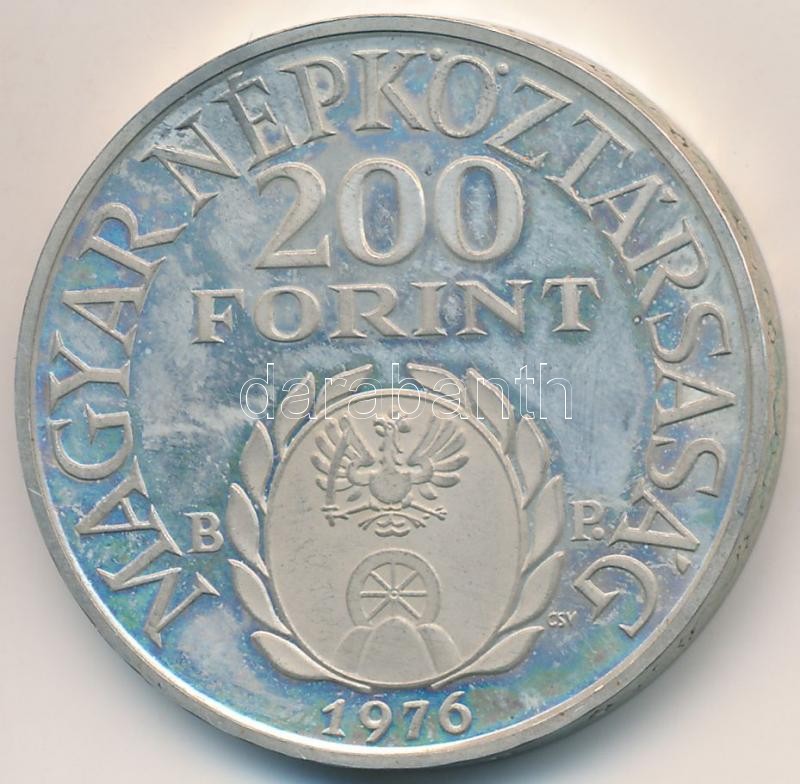 MAGYAR NÉPKÖZTÁRSASÁG
200
FORINT
darabanth
B P.
CSV
1976